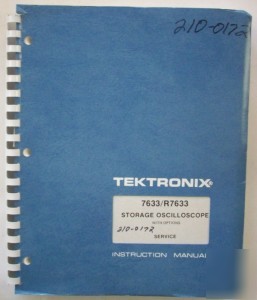 210-0172
TEKTRONIX®
7633/R7633
STORAGE OSCILLOSCOPE
WITH OPTIONS
210-0172
SERVICE
INSTRUCTION MANUAL